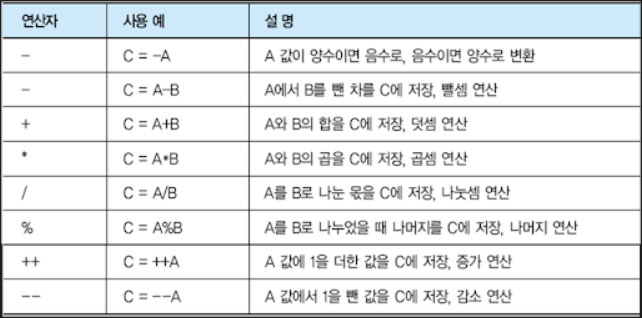 연산자 사용 예 설 명
- C = -A A 값이 양수이면 음수로, 음수이면 양수로 변환
- C = A-B A에서 B를 뺀 차를 C에 저장, 뺄셈 연산
+ C = A+B A와 B의 합을 C에 저장, 덧셈 연산
* C = A*B A와 B의 곱을 C에 저장, 곱셈 연산
/ C = A/B A를 B로 나눈 몫을 C에 저장, 나눗셈 연산
% C = A%B A를 B로 나누었을 때 나머지를 C에 저장, 나머지 연산
++ C = ++A A 값에 1을 더한 값을 C에 저장, 증가 연산
-- C = --A A 값에서 1을 뺀 값을 C에 저장, 감소 연산